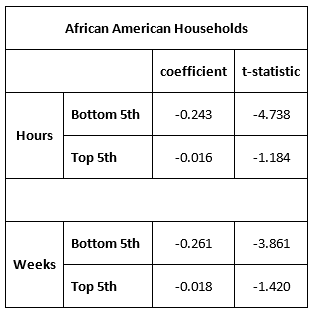 African American Households
coefficient t-statistic
Hours
Bottom 5th -0.243 -4.738
Top 5th -0.016 -1.184
Weeks
Bottom 5th -0.261 -3.861
Top 5th -0.018 -1.420